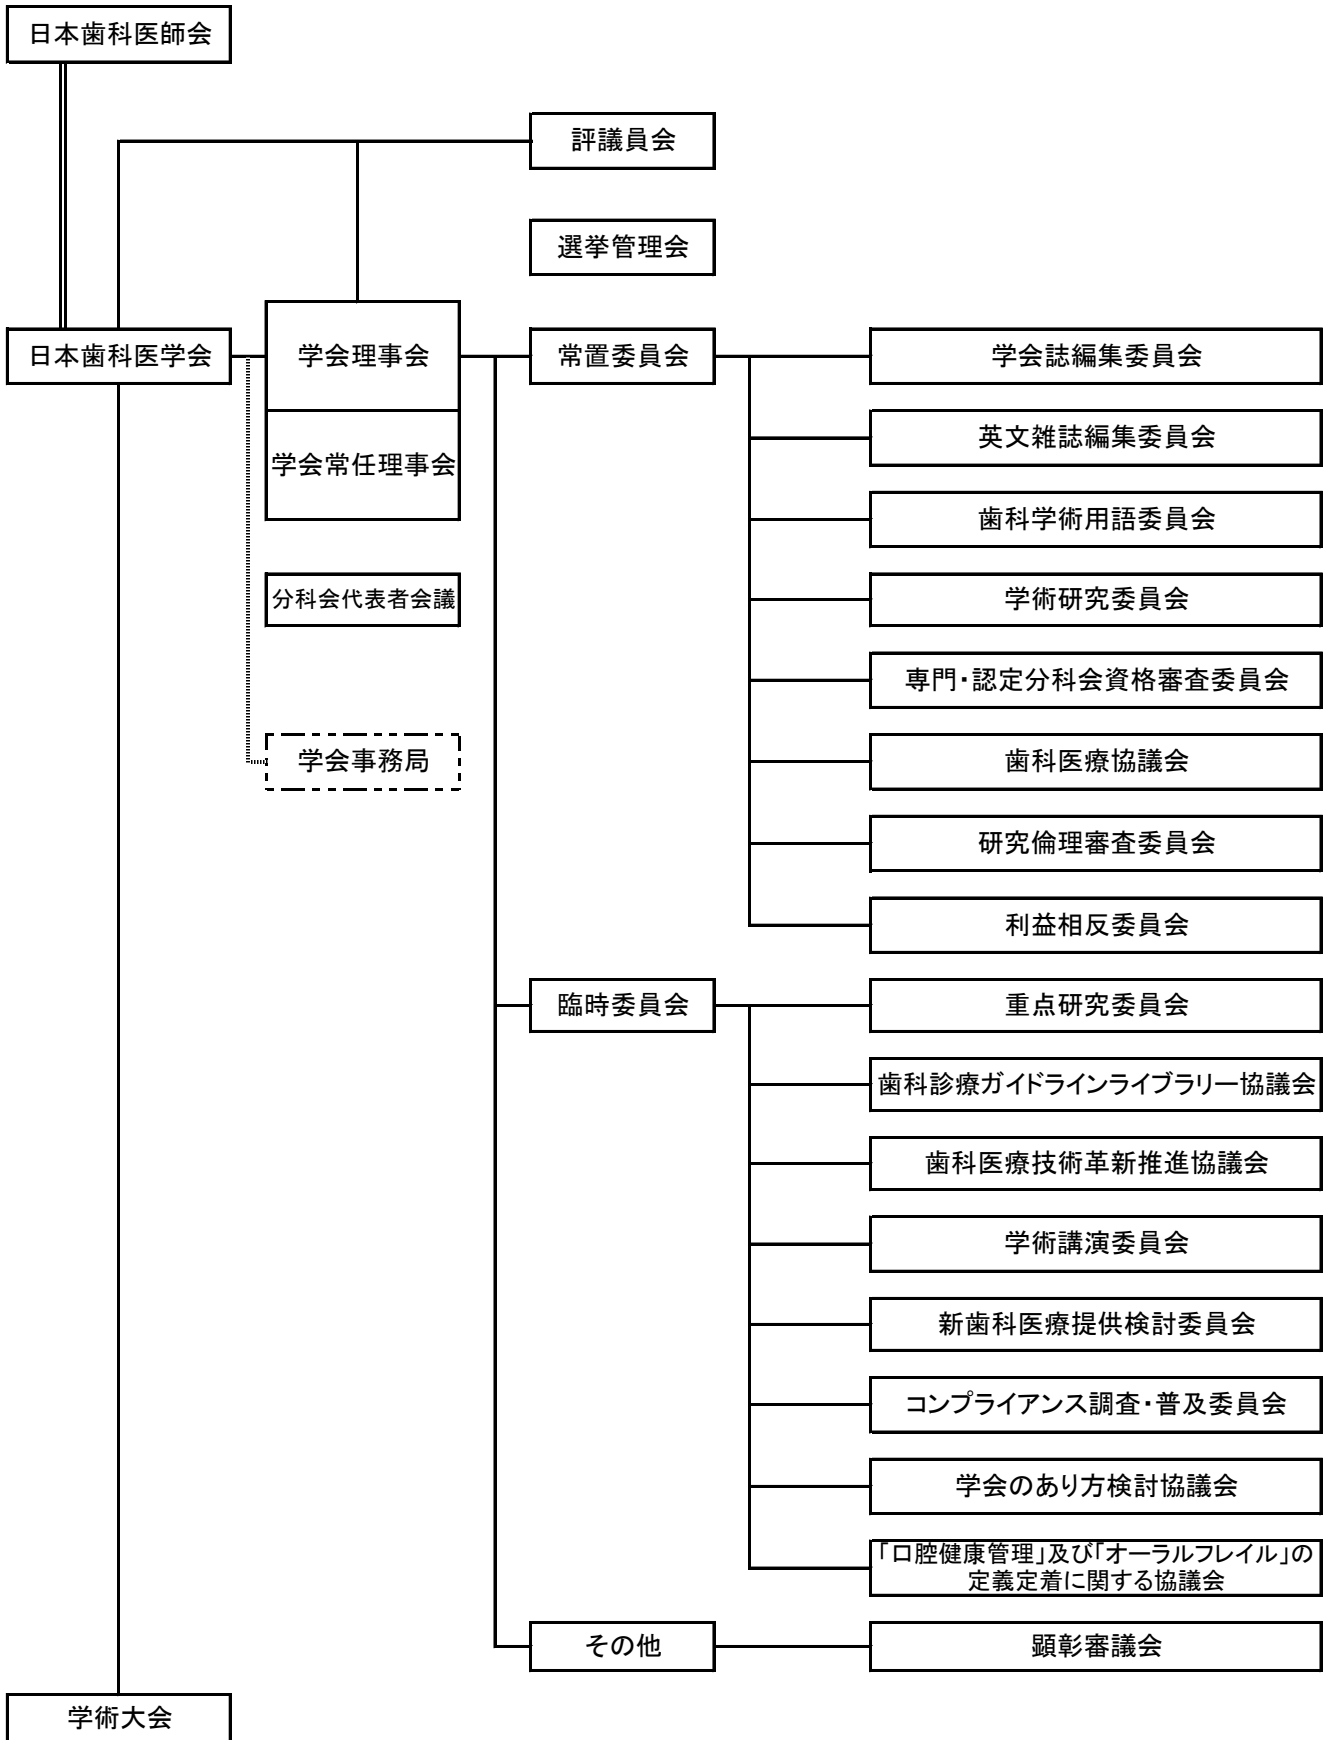 日本歯科医師会
評議員会
選挙管理会
日本歯科医学会
学会理事会
常置委員会
学会誌編集委員会
英文雑誌編集委員会
学会常任理事会
歯科学術用語委員会
分科会代表者会議
学術研究委員会
専門・認定分科会資格審査委員会
学会事務局
歯科医療協議会
研究倫理審査委員会
利益相反委員会
臨時委員会
重点研究委員会
歯科診療ガイドラインライブラリー協議会
歯科医療技術革新推進協議会
学術講演委員会
新歯科医療提供検討委員会
コンプライアンス調査・普及委員会
学会のあり方検討協議会
「口腔健康管理」及び「オーラルフレイル」の
定義定着に関する協議会
その他
顕彰審議会
学術大会